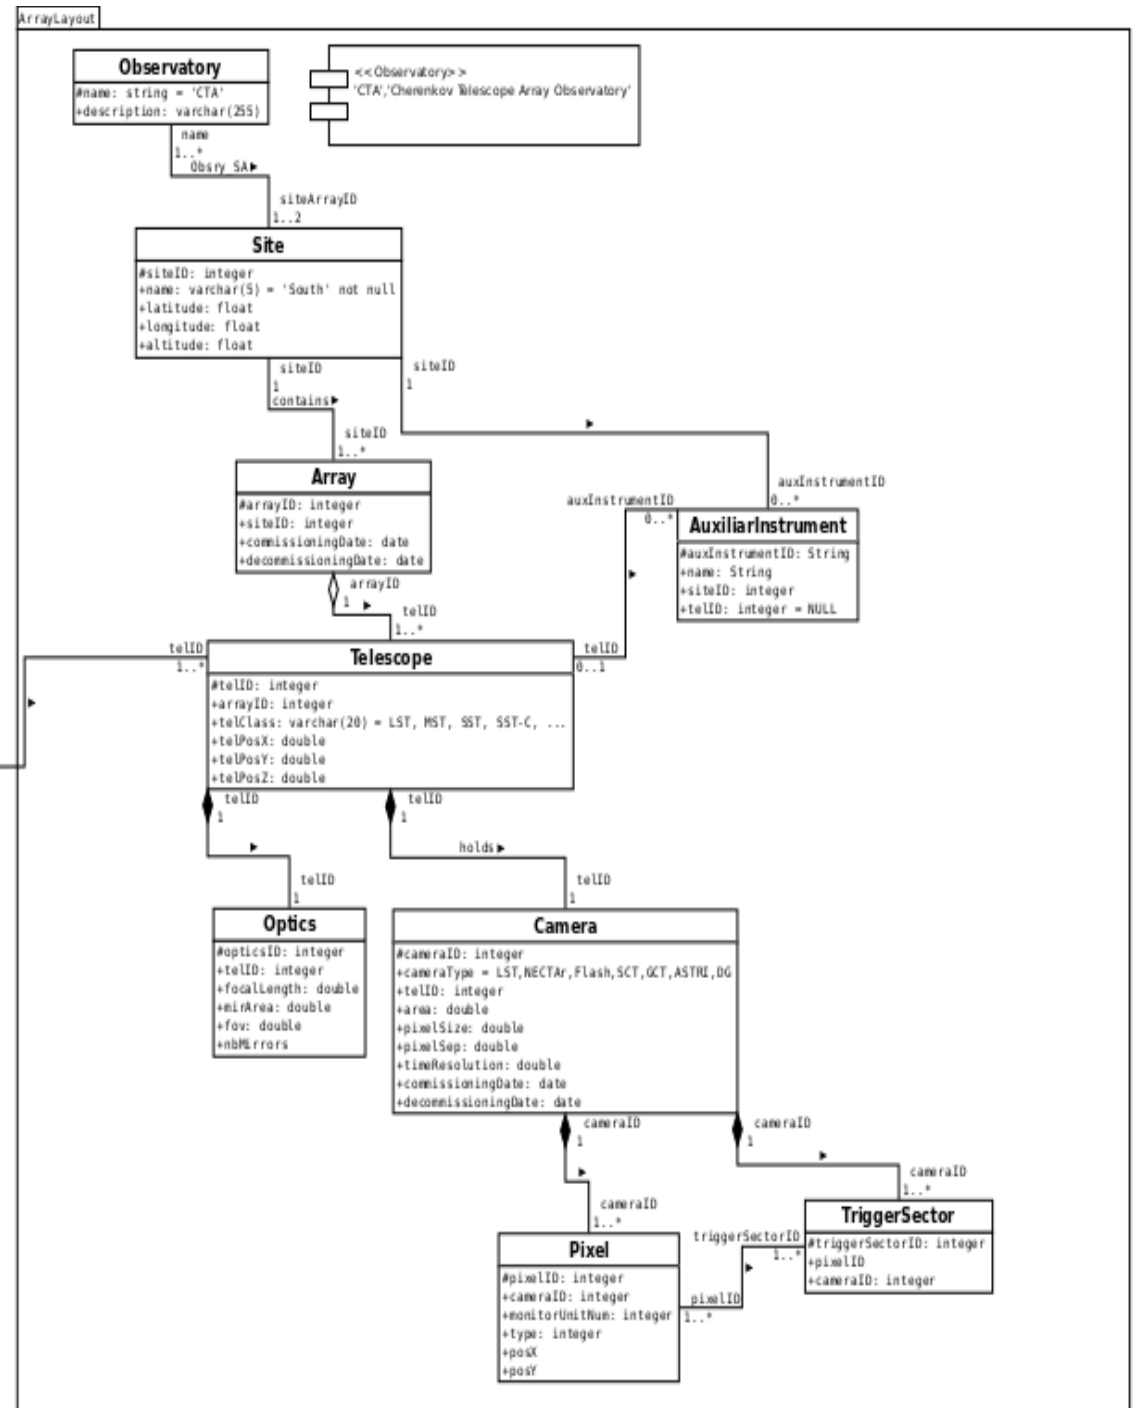 ArrayLayout
Observatory
#name: string = 'CTA'
+description: varchar(255)
<<Observatory>>
'CTA','Cherenkov Telescope Array Observatory'
name
1..*
Obsry_SA
siteArrayID
1..2
Site
#siteID: integer
+name: varchar(5) = 'South' not null
+latitude: float
+longitude: float
+altitude: float
siteID
1
contains
siteID
1
siteID
1..*
Array
#arrayID: integer
+siteID: integer
+commissioningDate: date
+decommissioningDate: date
auxInstrumentID
0..*
auxInstrumentID
0..*
AuxiliarInstrument
#auxInstrumentID: String
+name: String
+siteID: integer
+telID: integer = NULL
arrayID
1
telID
1..*
telID
1..*
telID
0..1
Telescope
#telID: integer
+arrayID: integer
+telClass: varchar(20) = LST, MST, SST, SST-C, ...
+telPosX: double
+telPosY: double
+telPosZ: double
telID
1
telID
1
holds
telID
1
telID
1
Optics
#opticsID: integer
+telID: integer
+focalLength: double
+mirArea: double
+fov: double
+nbMirrors
Camera
#cameraID: integer
+cameraType = LST,NECTAr,Flash,SCT,GCT,ASTRI,DG
+telID: integer
+area: double
+pixelSize: double
+pixelSep: double
+timeResolution: double
+commissioningDate: date
+decommissioningDate: date
cameraID
1
cameraID
1
cameraID
1..*
cameraID
1..*
Pixel
#pixelID: integer
+cameraID: integer
+monitorUnitNum: integer
+type: integer
+posX
+posY
triggerSectorID
1..*
pixelID
1..*
TriggerSector
#triggerSectorID: integer
+pixelID
+cameraID: integer